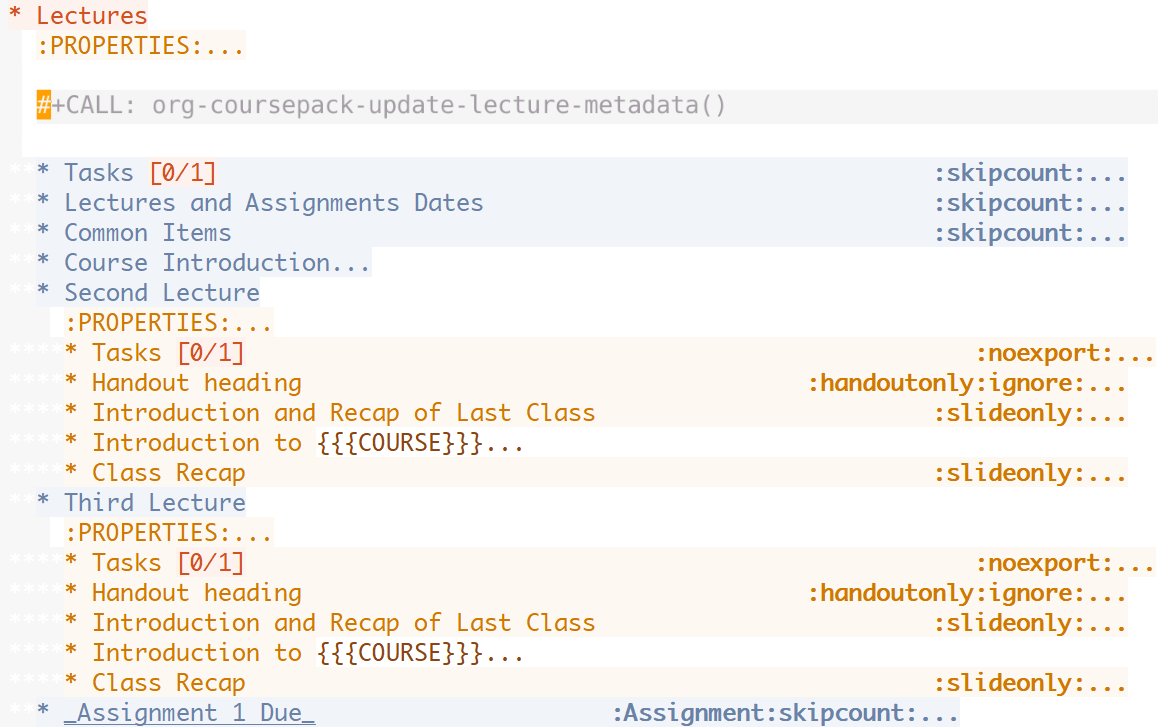 * Lectures
:PROPERTIES:...
#+CALL: org-coursepack-update-lecture-metadata()
*** Tasks [0/1] :skipcount:...
*** Lectures and Assignments Dates :skipcount:...
*** Common Items :skipcount:...
*** Course Introduction...
*** Second Lecture
:PROPERTIES:...
***** Tasks [0/1] :noexport:...
***** Handout heading :handoutonly:ignore:...
***** Introduction and Recap of Last Class :slideonly:...
***** Introduction to {{{COURSE}}}...
***** Class Recap :slideonly:...
*** Third Lecture
:PROPERTIES:...
***** Tasks [0/1] :noexport:...
***** Handout heading :handoutonly:ignore:...
***** Introduction and Recap of Last Class :slideonly:...
***** Introduction to {{{COURSE}}}...
***** Class Recap :slideonly:...
*** _Assignment 1 Due_ :Assignment:skipcount:...